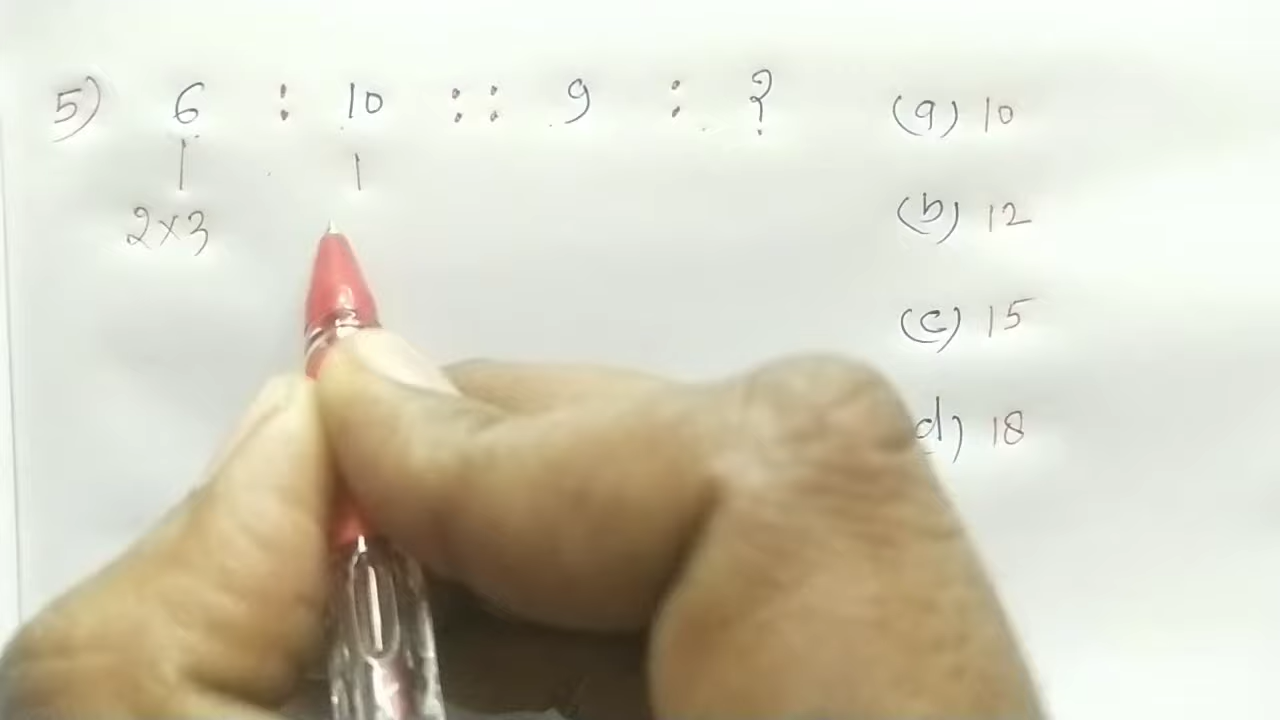 5) 6 : 10 :: 9 : ? (a) 10
2×3 (b) 12
(c) 15
d) 18